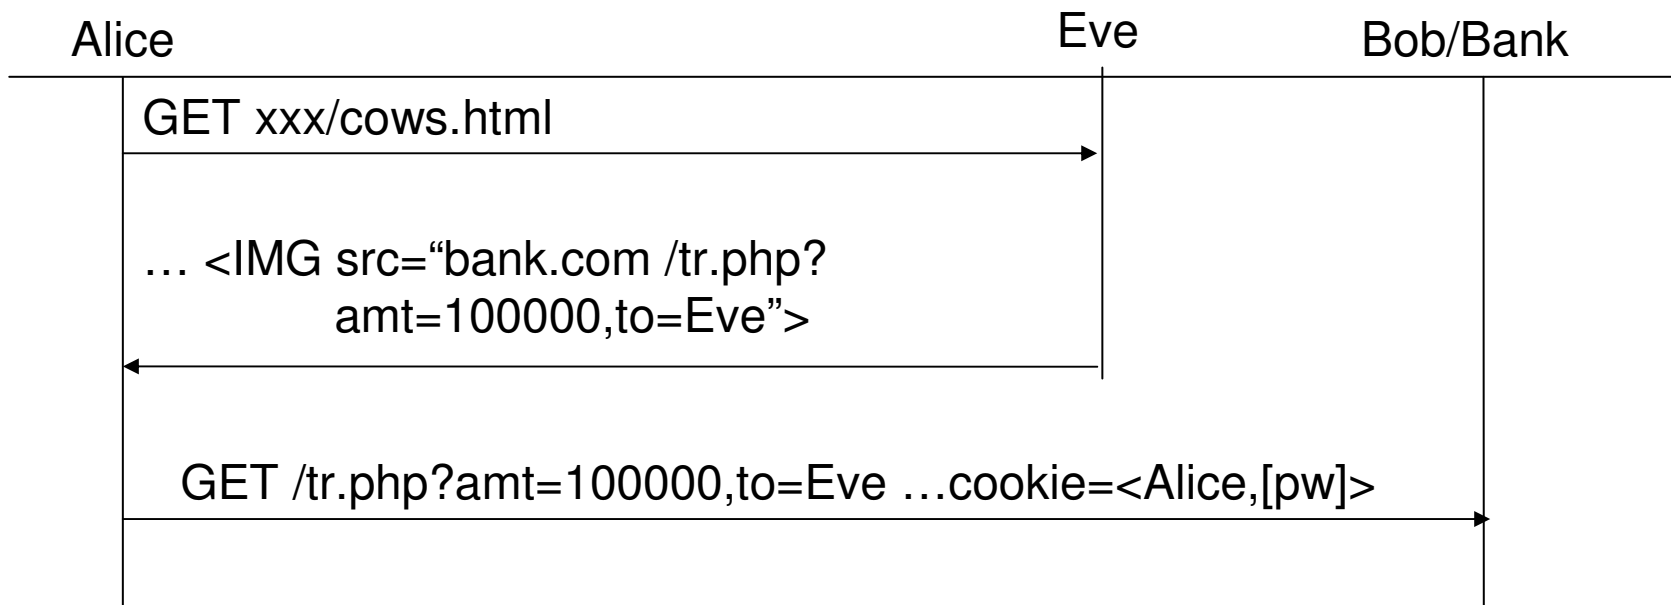 Alice
Eve
Bob/Bank
GET xxx/cows.html
… <IMG src=“bank.com /tr.php?
amt=100000,to=Eve”>
GET /tr.php?amt=100000,to=Eve …cookie=<Alice,[pw]>